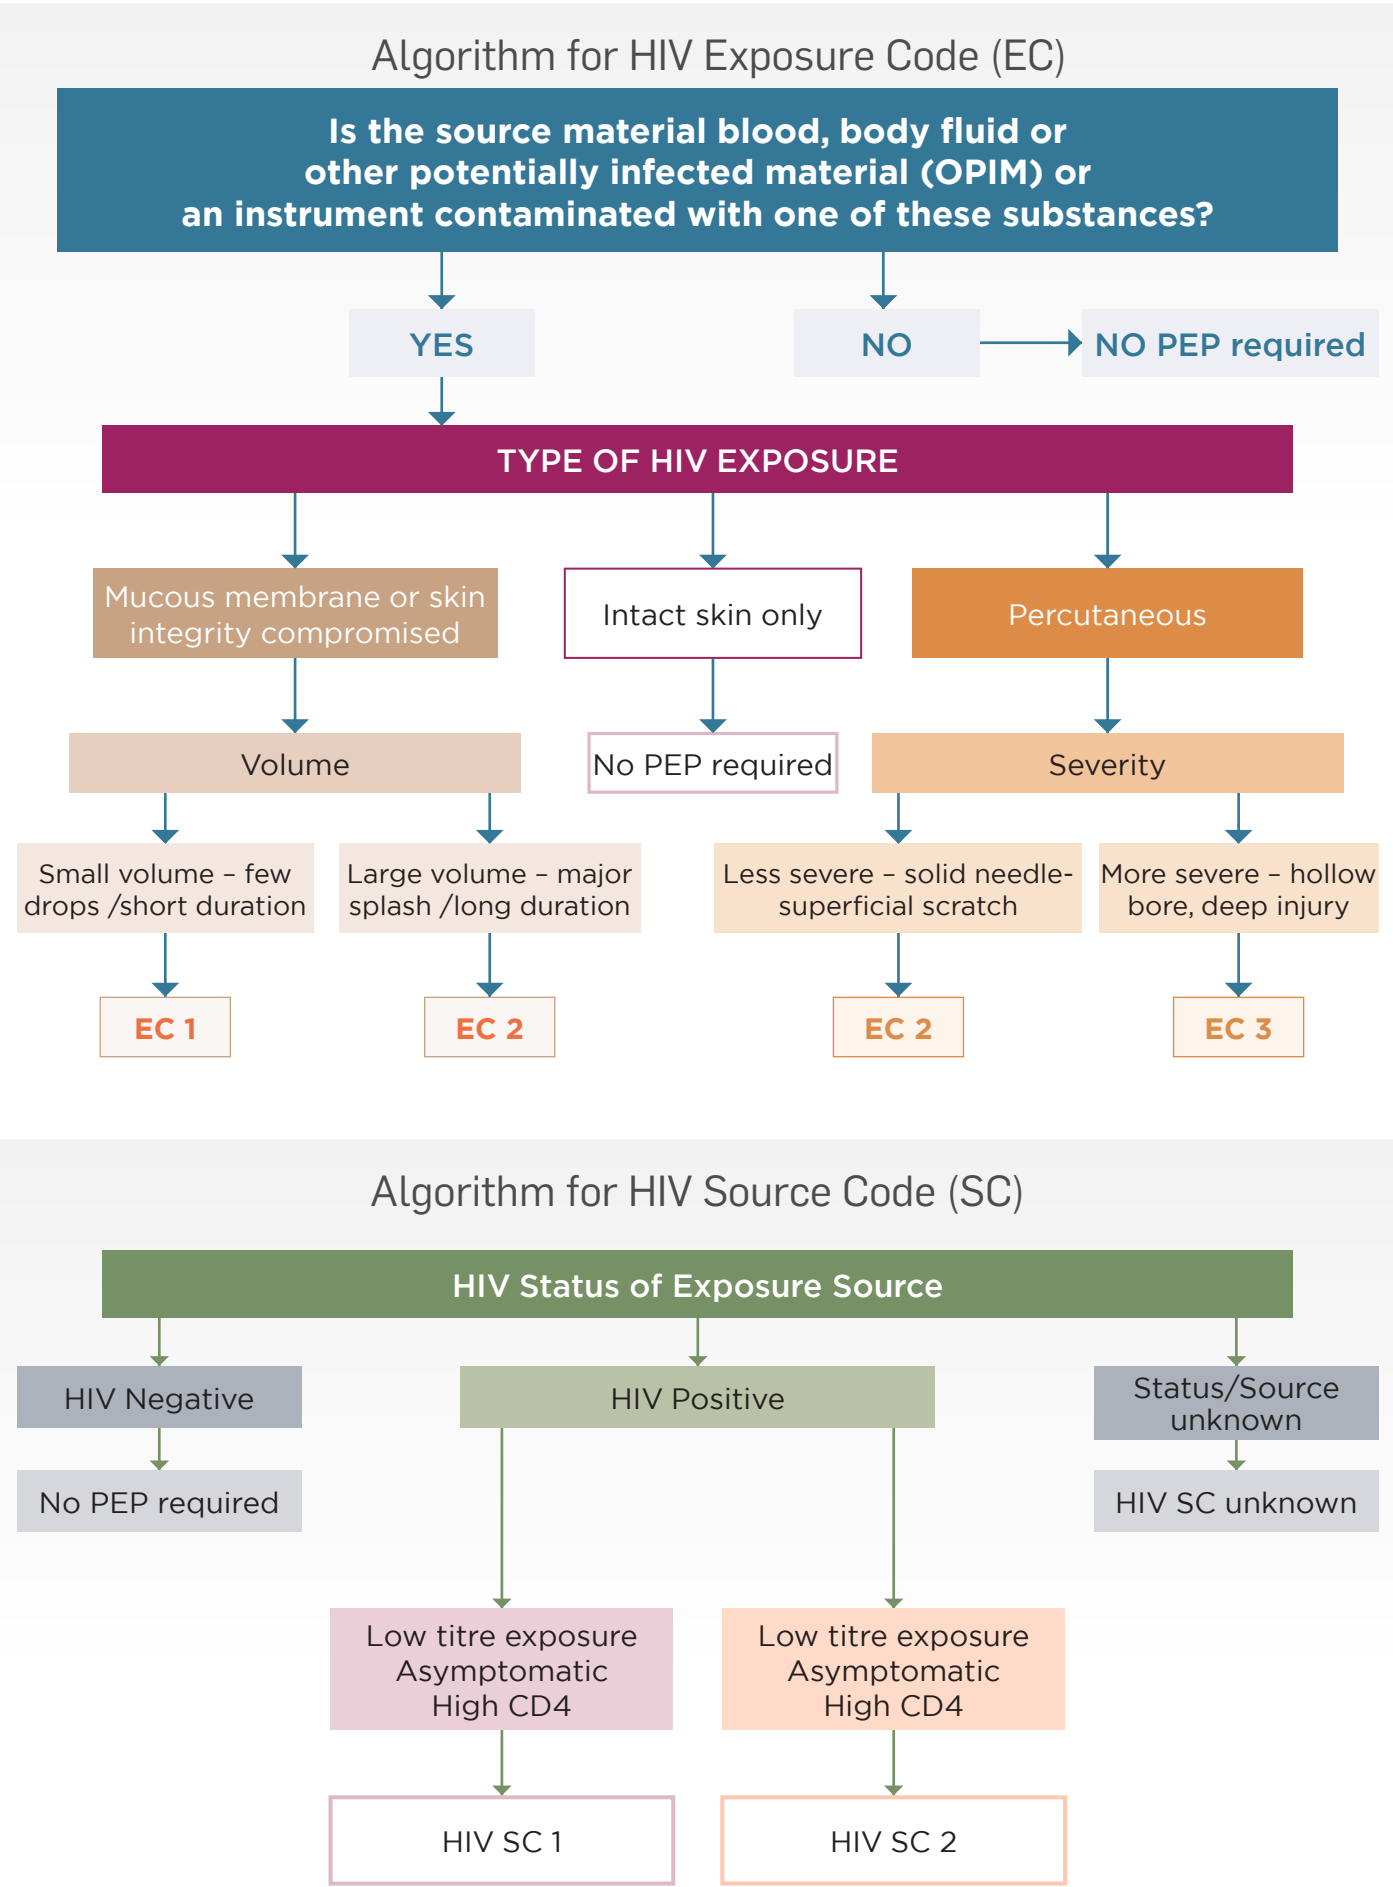 Algorithm for HIV Exposure Code (EC)
Is the source material blood, body fluid or
other potentially infected material (OPIM) or
an instrument contaminated with one of these substances?
YES
NO
NO PEP required
TYPE OF HIV EXPOSURE
Mucous membrane or skin
integrity compromised
Intact skin only
Percutaneous
Volume
No PEP required
Severity
Small volume – few
drops /short duration
Large volume – major
splash /long duration
Less severe – solid needle-
superficial scratch
More severe – hollow
bore, deep injury
EC 1
EC 2
EC 2
EC 3
Algorithm for HIV Source Code (SC)
HIV Status of Exposure Source
HIV Negative
HIV Positive
Status/Source
unknown
No PEP required
HIV SC unknown
Low titre exposure
Asymptomatic
High CD4
Low titre exposure
Asymptomatic
High CD4
HIV SC 1
HIV SC 2